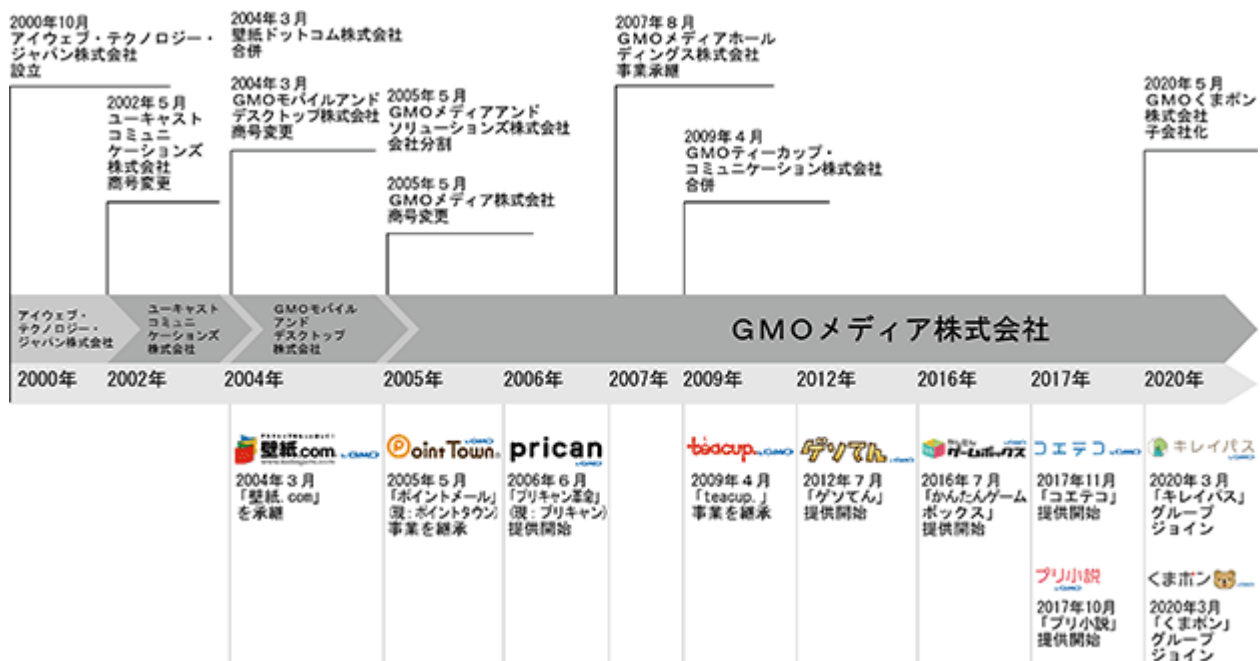 2000年10月
アイウェブ・テクノロジー・
ジャパン株式会社
設立
2002年5月
ユーキャスト
コミュニ
ケーションズ
株式会社
商号変更
2004年3月
壁紙ドットコム株式会社
合併
2004年3月
GMOモバイルアンド
デスクトップ株式会社
商号変更
2005年5月
GMOメディアアンド
ソリューションズ株式会社
会社分割
2005年5月
GMOメディア株式会社
商号変更
2007年8月
GMOメディアホール
ディングス株式会社
事業承継
2009年4月
GMOティーカップ・
コミュニケーション株式会社
合併
2020年5月
GMOくまポン
株式会社
子会社化
アイウェブ・
テクノロジー・
ジャパン株式会社
ユーキャスト
コミュニ
ケーションズ
株式会社
GMOモバイル
アンド
デスクトップ
株式会社
GMOメディア株式会社
2000年 2002年 2004年 2005年 2006年 2007年 2009年 2012年 2016年 2017年 2020年
壁紙.com by GMO
2004年3月
「壁紙.com」
を承継
Point Town by GMO
2005年5月
「ポイントメール」
(現:ポイントタウン)
事業を継承
prican by GMO
2006年6月
「プリキャン革命」
(現:プリキャン)
提供開始
teacup. by GMO
2009年4月
「teacup.」
事業を継承
ゲソてん by GMO
2012年7月
「ゲソてん」
提供開始
かんたんゲームボックス by GMO
2016年7月
「かんたんゲーム
ボックス」
提供開始
コエテコ by GMO
2017年11月
「コエテコ」
提供開始
プリ小説 by GMO
2017年10月
「プリ小説」
提供開始
キレイパス by GMO
2020年3月
「キレイパス」
グループ
ジョイン
くまポン by GMO
2020年3月
「くまポン」
グループ
ジョイン